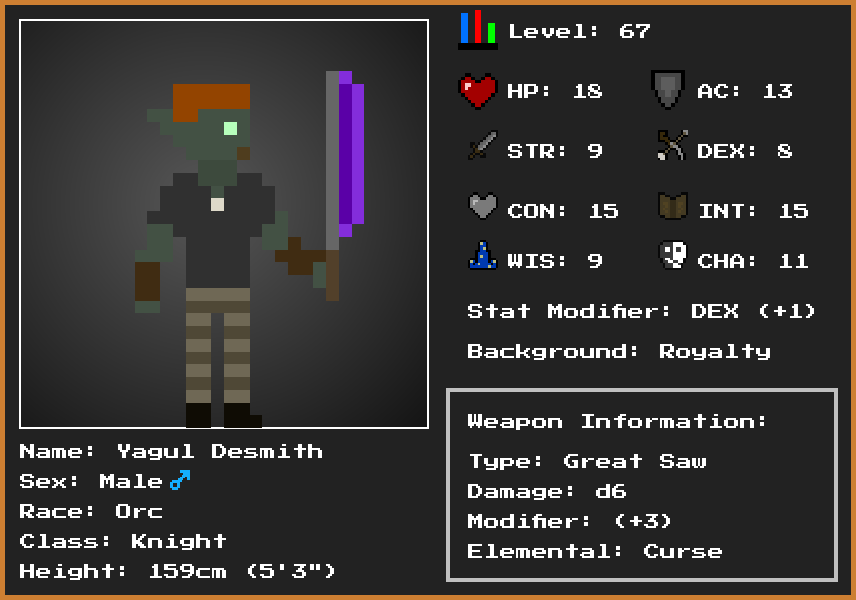 Level: 67
HP: 18
AC: 13
STR: 9
DEX: 8
CON: 15
INT: 15
WIS: 9
CHA: 11
Stat Modifier: DEX (+1)
Background: Royalty
Weapon Information:
Type: Great Saw
Damage: d6
Modifier: (+3)
Elemental: Curse
Name: Yagul Desmith
Sex: Male ♂
Race: Orc
Class: Knight
Height: 159cm (5'3")